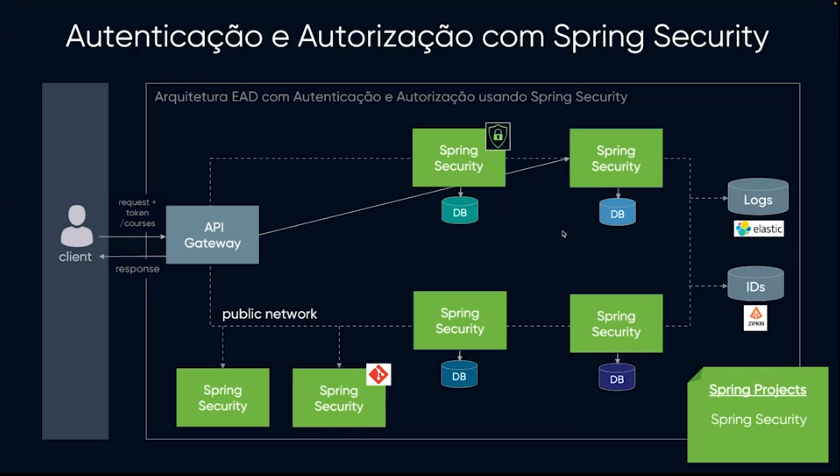 Autenticação e Autorização com Spring Security
Arquitetura EAD com Autenticação e Autorização usando Spring Security
Spring
Security
DB
Spring
Security
DB
request +
token
/courses
API
Gateway
client
response
Logs
elastic
IDs
ZIPKIN
public network
Spring
Security
DB
Spring
Security
DB
Spring
Security
Spring
Security
Spring Projects
Spring Security